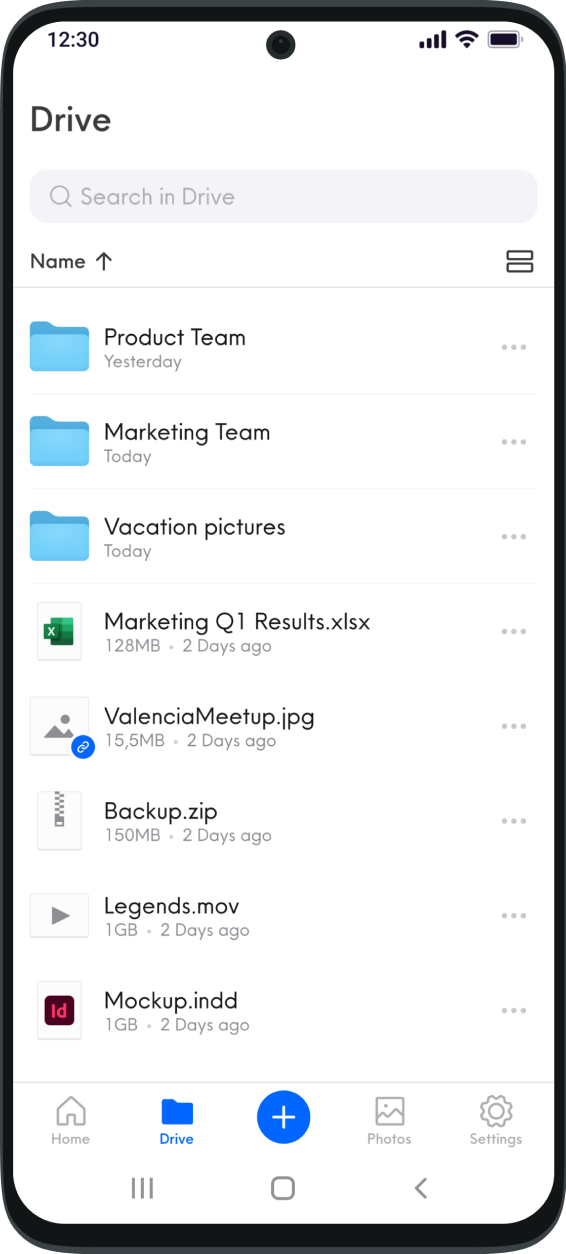 12:30
Drive
Search in Drive
Name
Product Team
Yesterday
Marketing Team
Today
Vacation pictures
Today
X
Marketing Q1 Results.xlsx
128MB • 2 Days ago
ValenciaMeetup.jpg
15,5MB • 2 Days ago
Backup.zip
150MB • 2 Days ago
Legends.mov
1GB • 2 Days ago
Id
Mockup.indd
1GB • 2 Days ago
Home
Drive
Photos
Settings